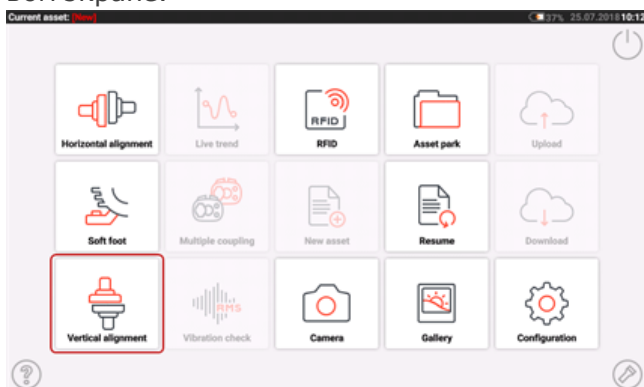 Current asset: [New] 37% 25.07.2018 10:12
Horizontal alignment Live trend RFID RFID Asset park Upload
Soft foot Multiple coupling New asset Resume Download
RMS
Vertical alignment Vibration check Camera Gallery Configuration
?